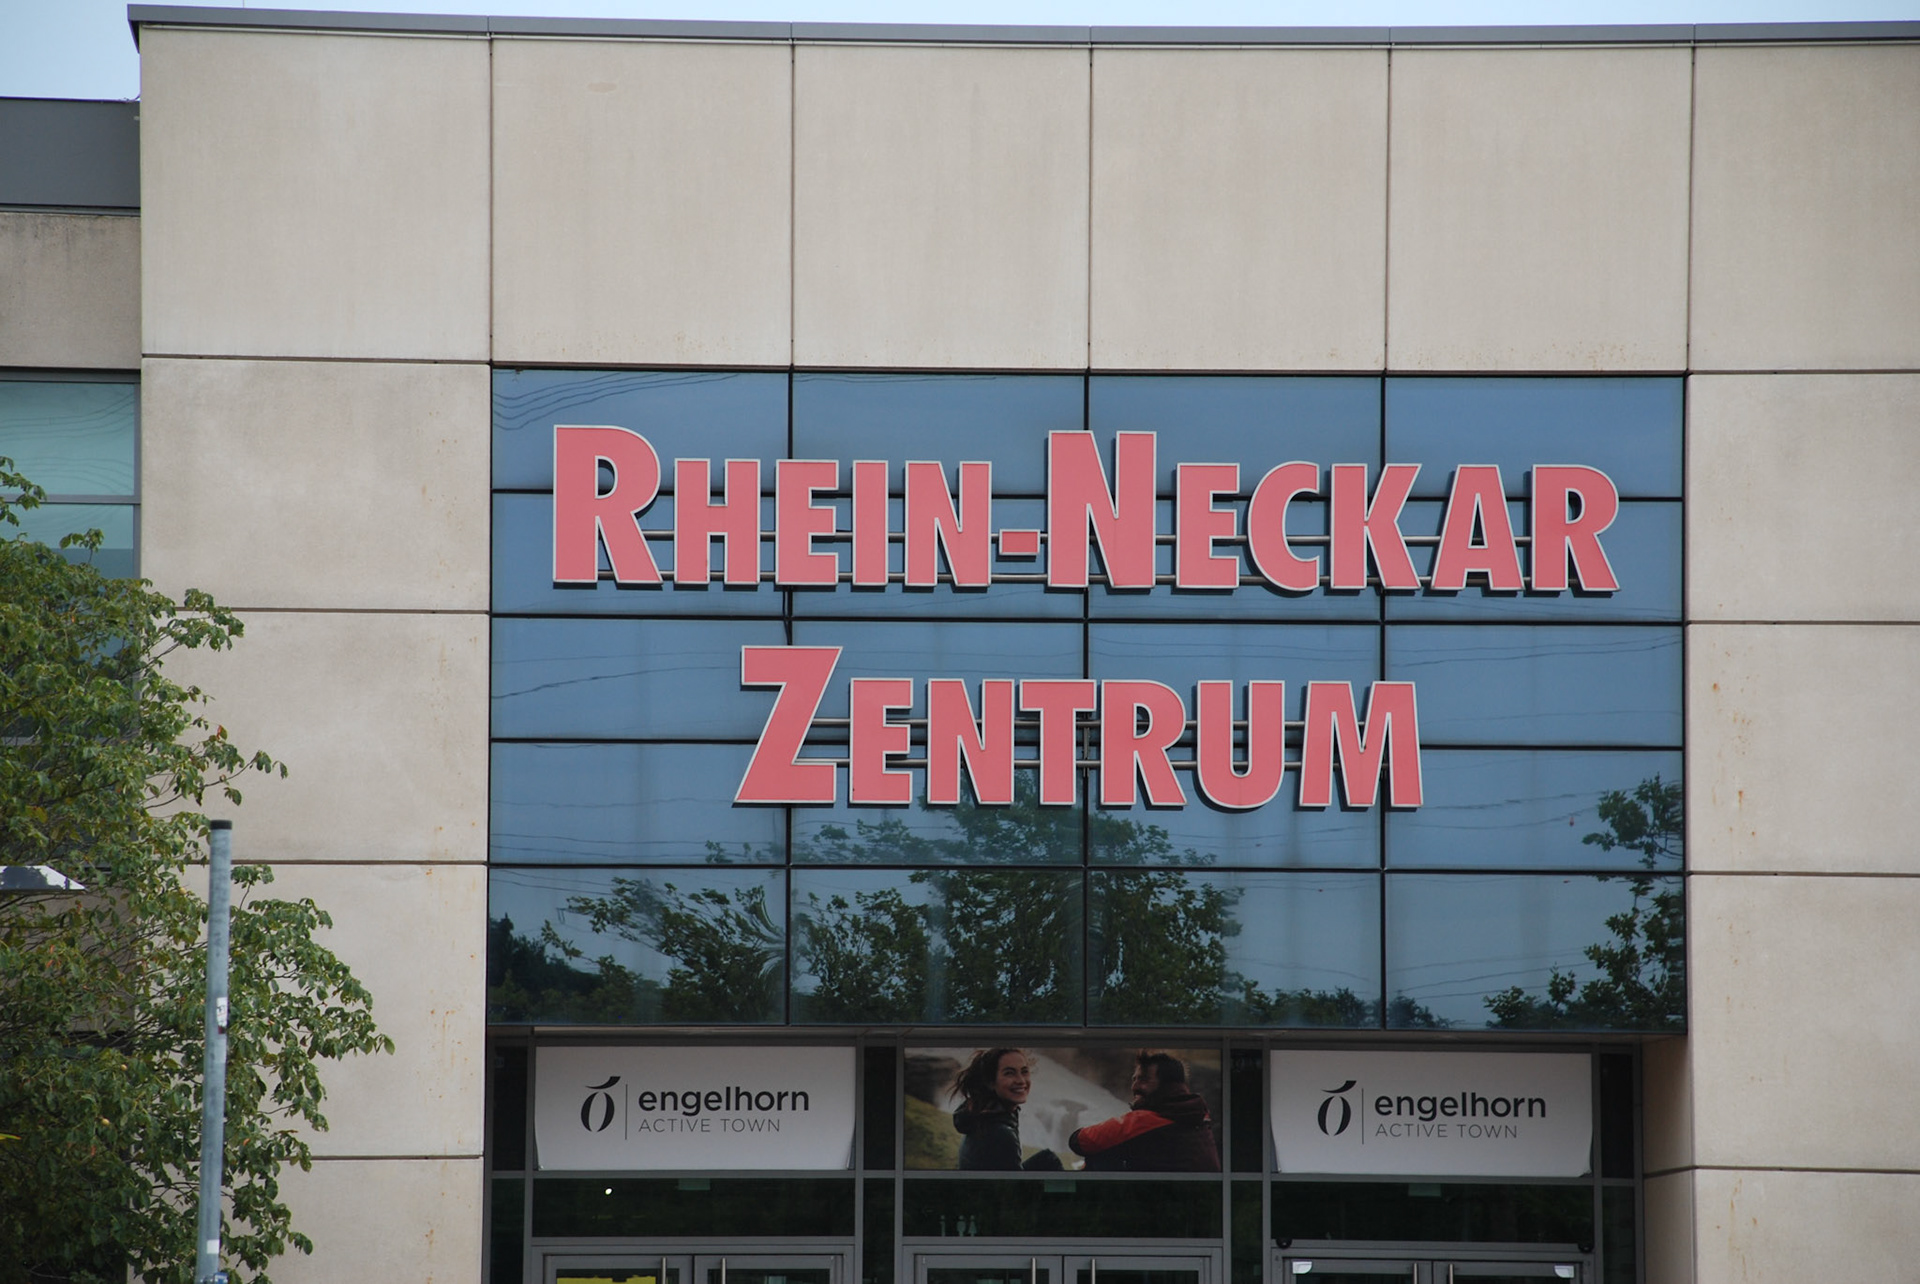 RHEIN-NECKAR
ZENTRUM
engelhorn
ACTIVE TOWN
engelhorn
ACTIVE TOWN